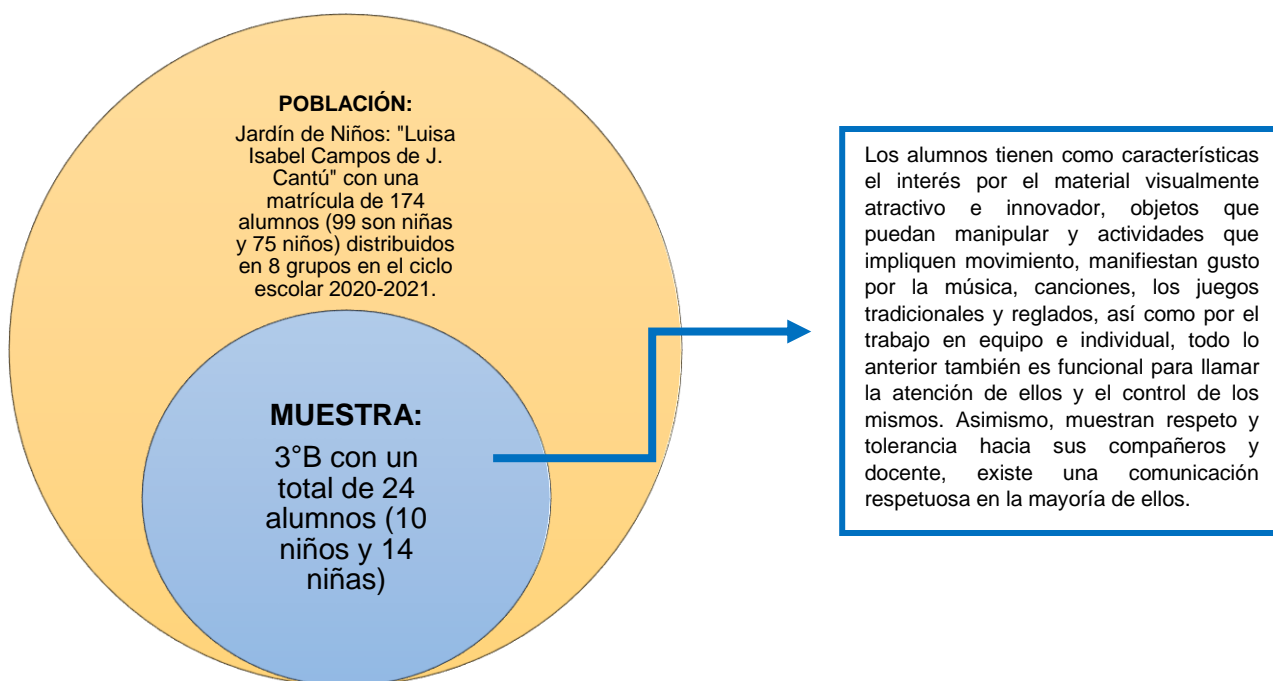 POBLACIÓN:
Jardín de Niños: "Luisa
Isabel Campos de J.
Cantú" con una
matrícula de 174
alumnos (99 son niñas
y 75 niños) distribuidos
en 8 grupos en el ciclo
escolar 2020-2021.
MUESTRA:
3°B con un
total de 24
alumnos (10
niños y 14
niñas)
Los alumnos tienen como características
el interés por el material visualmente
atractivo e innovador, objetos que
puedan manipular y actividades que
impliquen movimiento, manifiestan gusto
por la música, canciones, los juegos
tradicionales y reglados, así como por el
trabajo en equipo e individual, todo lo
anterior también es funcional para llamar
la atención de ellos y el control de los
mismos. Asimismo, muestran respeto y
tolerancia hacia sus compañeros y
docente, existe una comunicación
respetuosa en la mayoría de ellos.